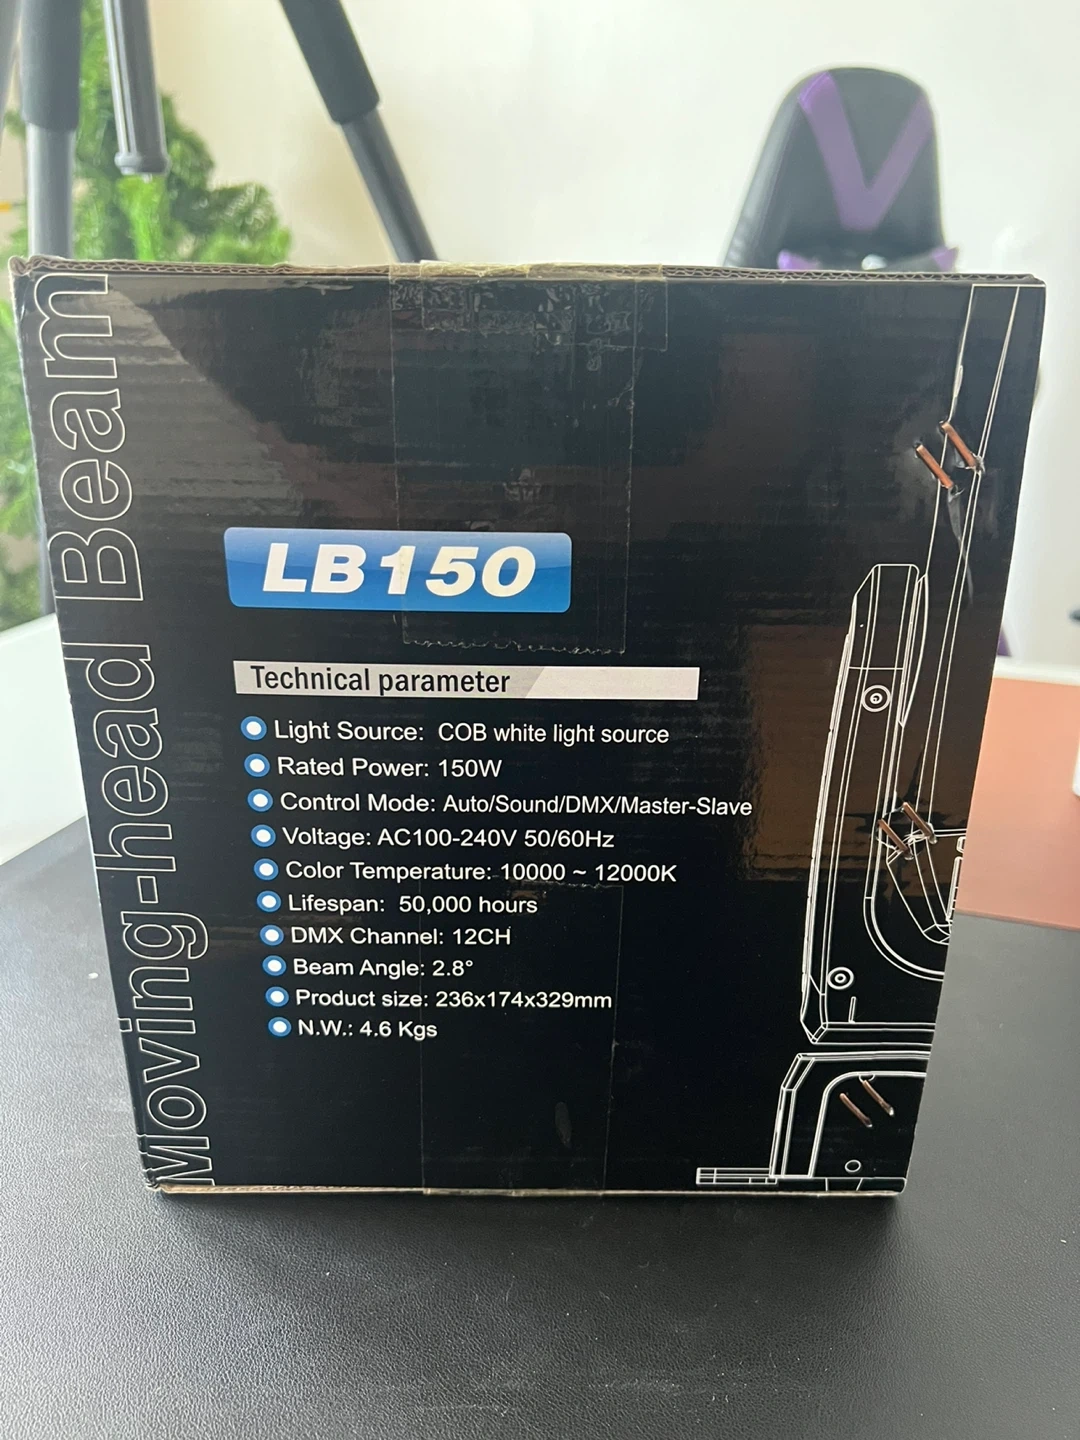 Moving-head Beam
LB150
Technical parameter
Light Source: COB white light source
Rated Power: 150W
Control Mode: Auto/Sound/DMX/Master-Slave
Voltage: AC100-240V 50/60Hz
Color Temperature: 10000 ~ 12000K
Lifespan: 50,000 hours
DMX Channel: 12CH
Beam Angle: 2.8°
Product size: 236x174x329mm
N.W.: 4.6 Kgs